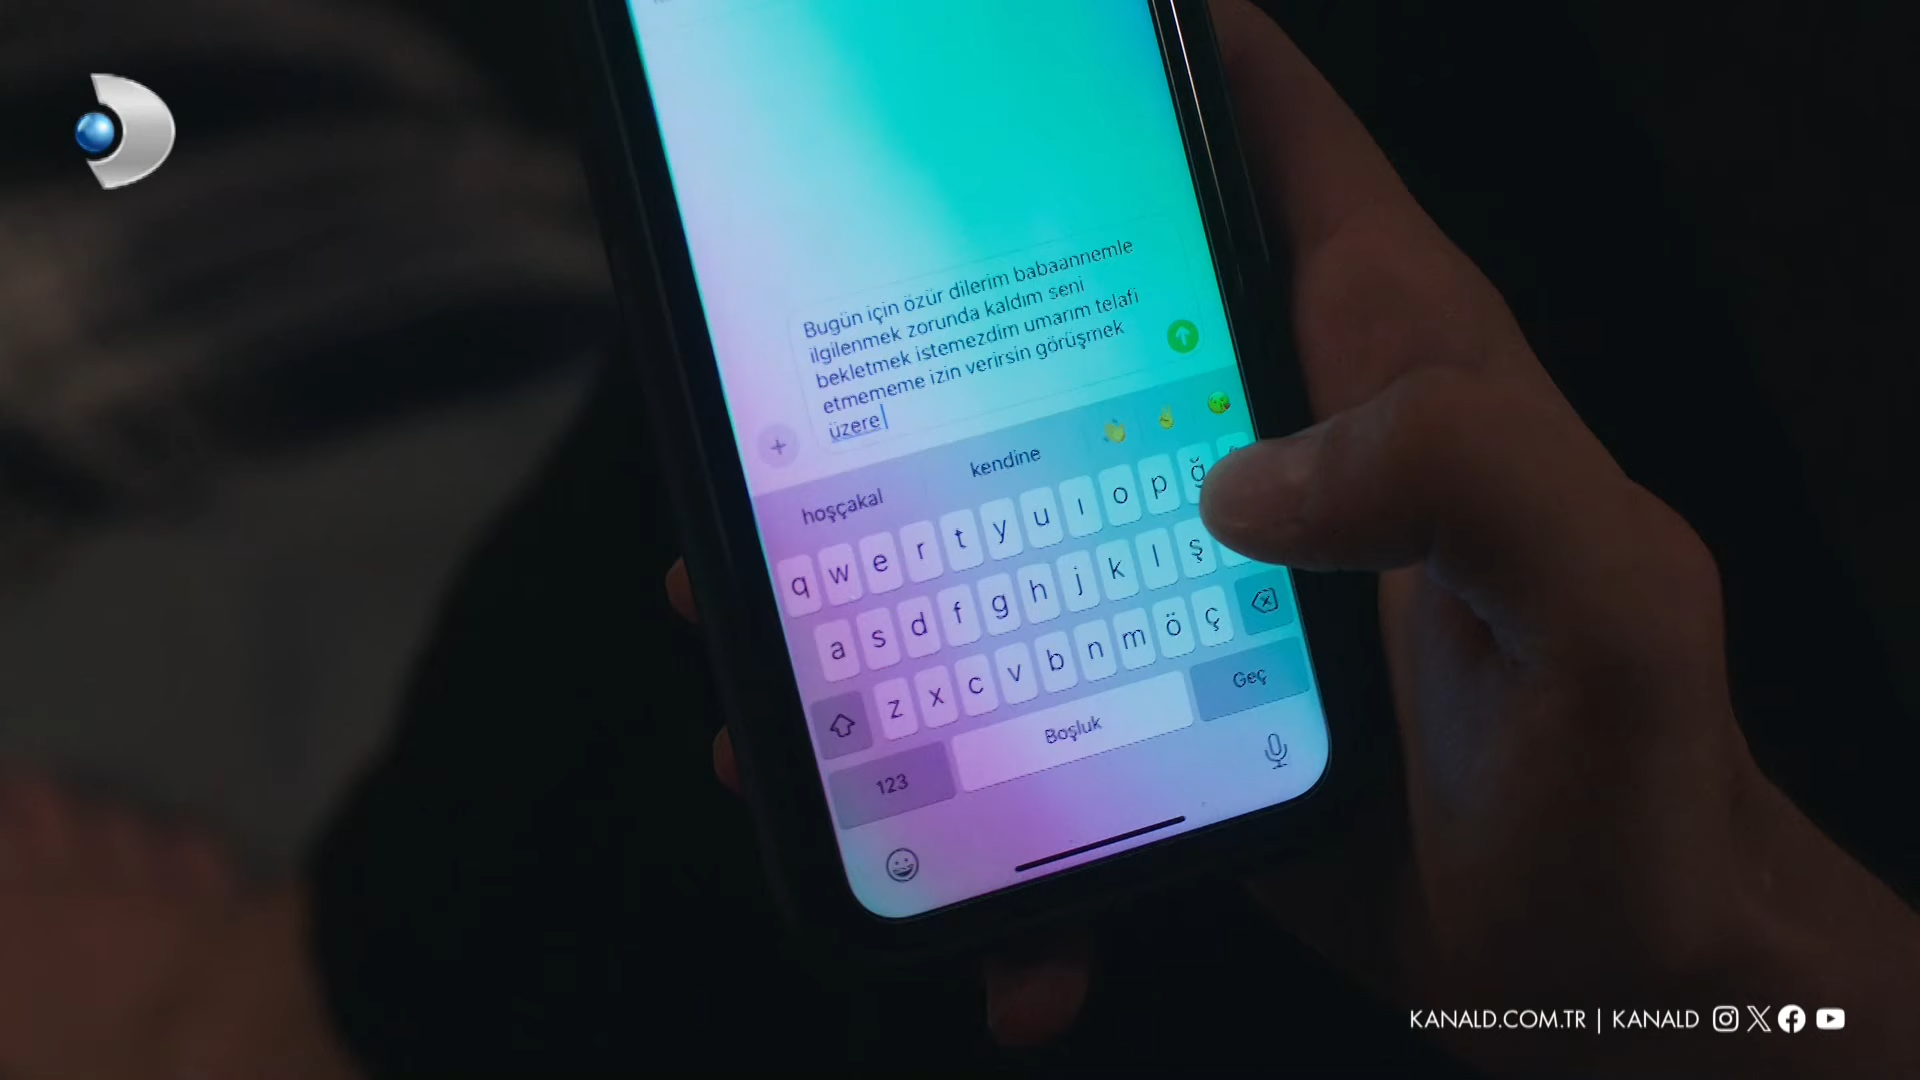 Bugün için özür dilerim babaannemle
ilgilenmek zorunda kaldım seni
bekletmek istemezdim umarım telafi
etmememe izin verirsin görüşmek
üzere
hoşçakal
kendine
q w e r t y u ı o p ğ
a s d f g h j k l ş
z x c v b n m ö ç
123
Boşluk
Geç
KANALD.COM.TR | KANALD